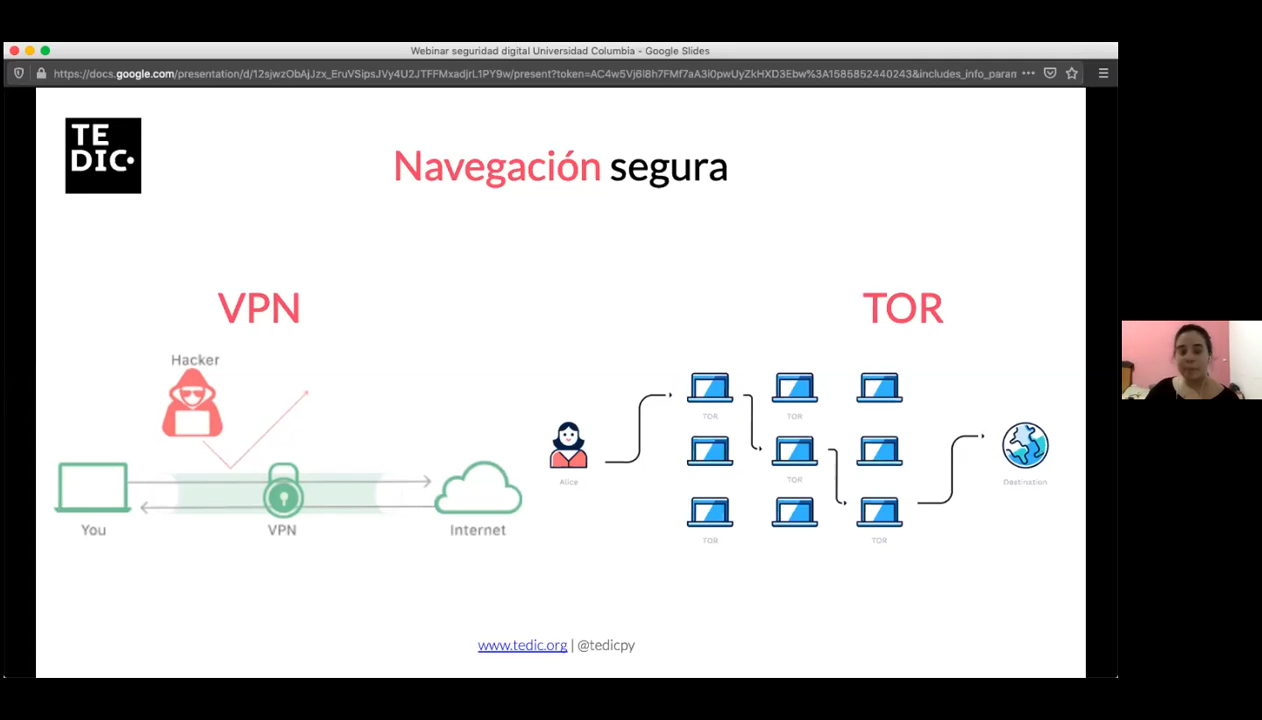 Webinar seguridad digital Universidad Columbia - Google Slides
TE
DIC
Navegación segura
VPN
TOR
Hacker
You
VPN
Internet
Alice
TOR
TOR
TOR
TOR
TOR
Destination
www.tedic.org | @tedicpy